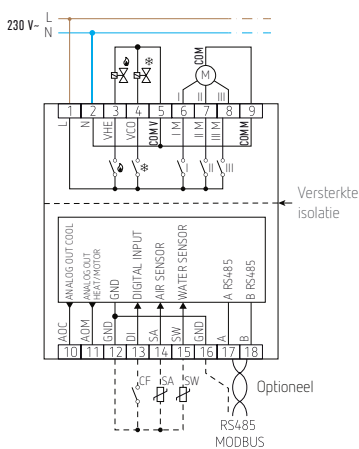 230 V~
L
N
COM
M
I
II
III
1 2 3 4 5 6 7 8 9
L
N
VHE
VCO
COM V
I M
II M
III M
COM M
I
II
III
Versterkte
isolatie
ANALOG OUT COOL
ANALOG OUT
HEAT/MOTOR
GND
DIGITAL INPUT
AIR SENSOR
WATER SENSOR
A RS485
B RS485
AOC
AOM
GND
DI
SA
SW
GND
A
B
10 11 12 13 14 15 16 17 18
CF
SA
SW
Optioneel
RS485
MODBUS